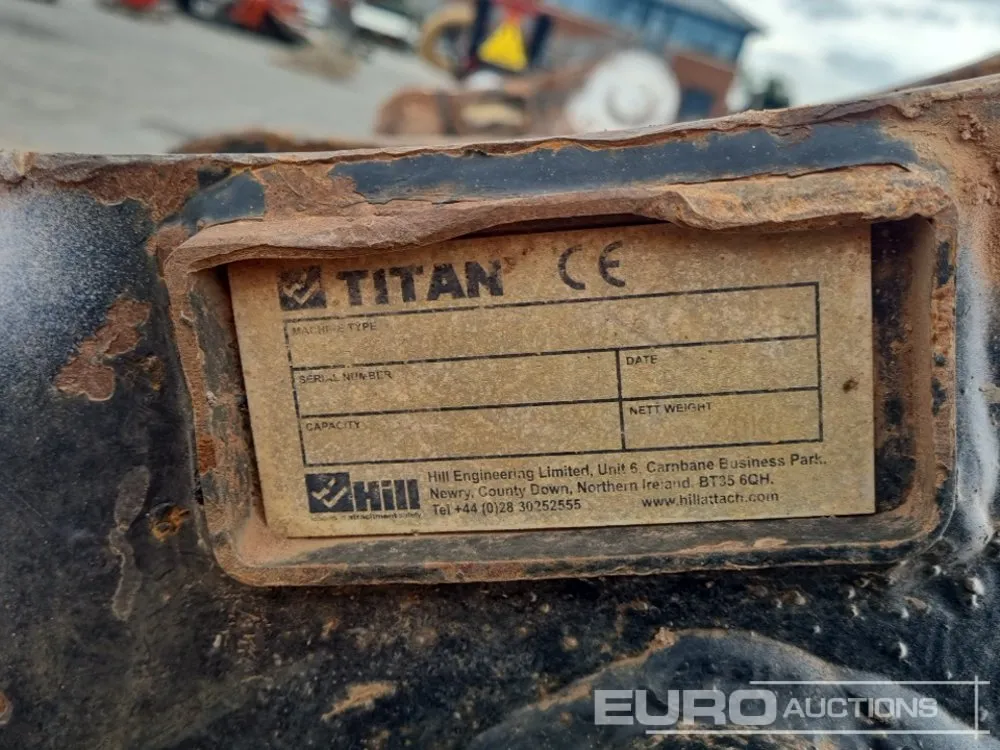 TITAN CE
MACHINE TYPE
SERIAL NUMBER
DATE
CAPACITY
NETT WEIGHT
Hill
Hill Engineering Limited, Unit 6, Carnbane Business Park,
Newry, County Down, Northern Ireland. BT35 6QH.
Tel +44 (0)28 30252555 www.hillattach.com
EURO AUCTIONS